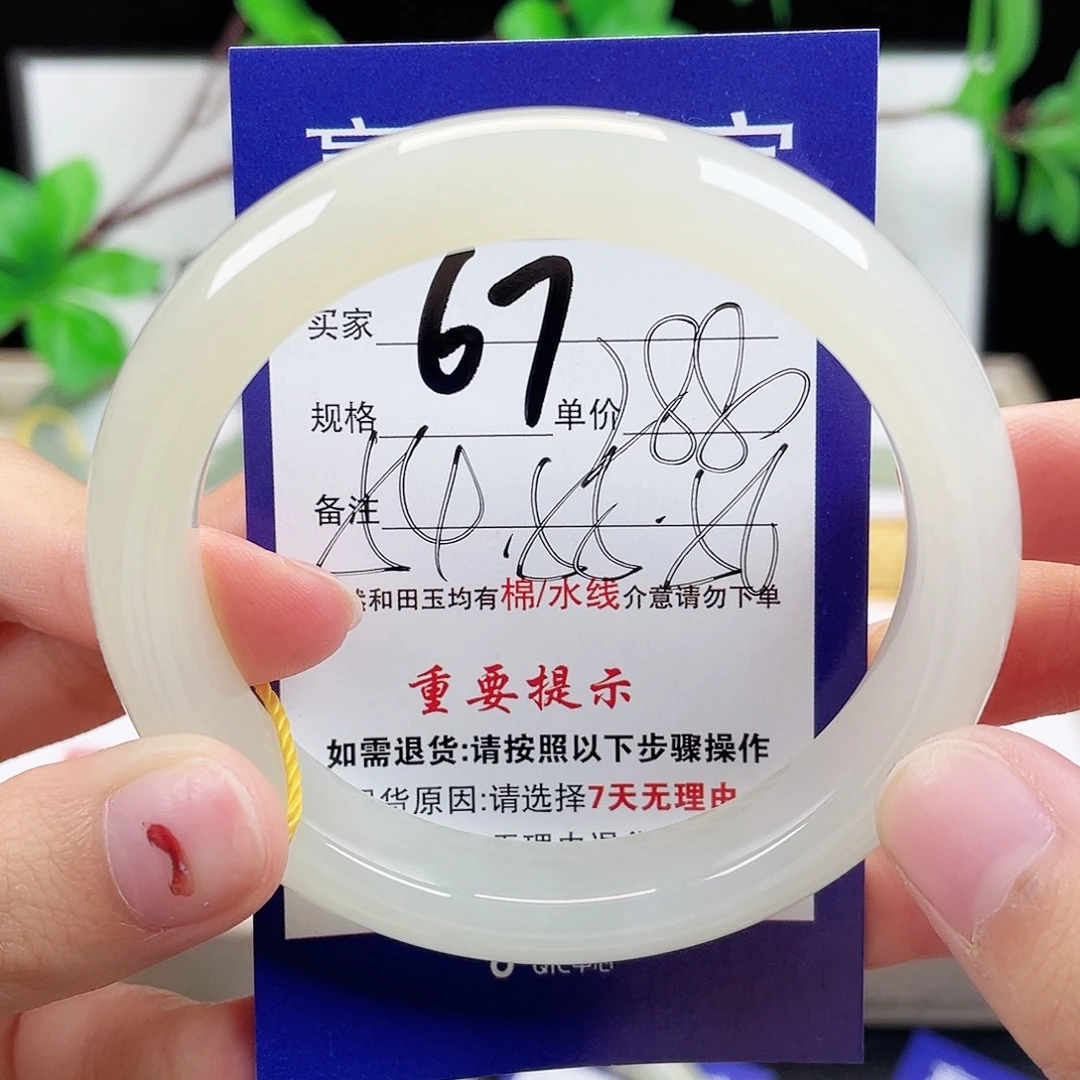 买家 67
规格 单价 288
备注
和田玉均有棉/水线介意请勿下单
重要提示
如需退货:请按照以下步骤操作
货原因:请选择7天无理由